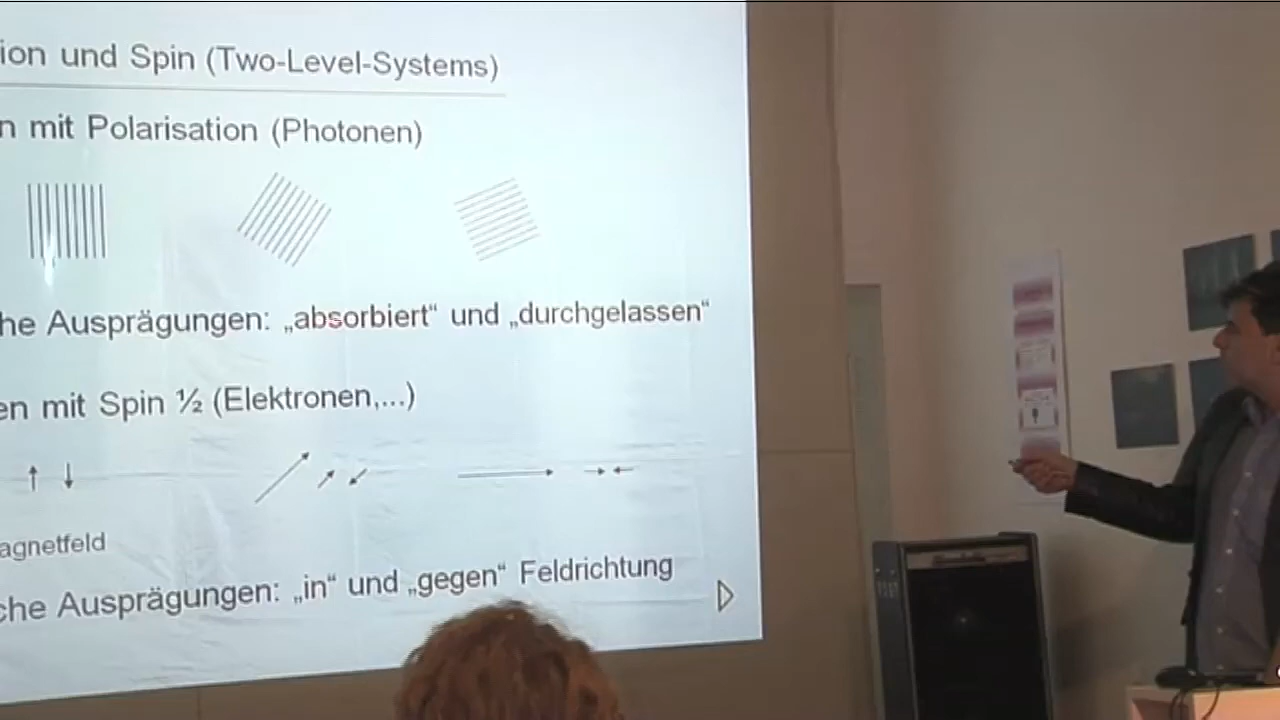 ion und Spin (Two-Level-Systems)
n mit Polarisation (Photonen)
he Ausprägungen: „absorbiert“ und „durchgelassen“
en mit Spin ½ (Elektronen,...)
agnetfeld
che Ausprägungen: „in“ und „gegen“ Feldrichtung